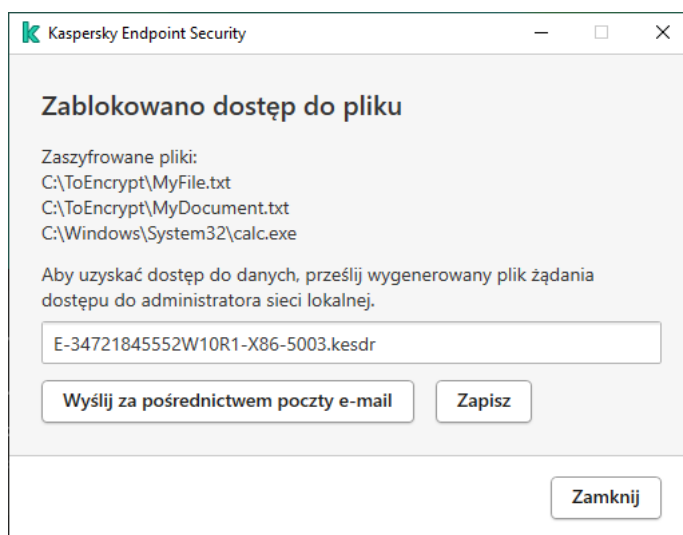 Kaspersky Endpoint Security
Zablokowano dostęp do pliku
Zaszyfrowane pliki:
C:\ToEncrypt\MyFile.txt
C:\ToEncrypt\MyDocument.txt
C:\Windows\System32\calc.exe
Aby uzyskać dostęp do danych, prześlij wygenerowany plik żądania
dostępu do administratora sieci lokalnej.
E-34721845552W10R1-X86-5003.kesdr
Wyślij za pośrednictwem poczty e-mail Zapisz
Zamknij